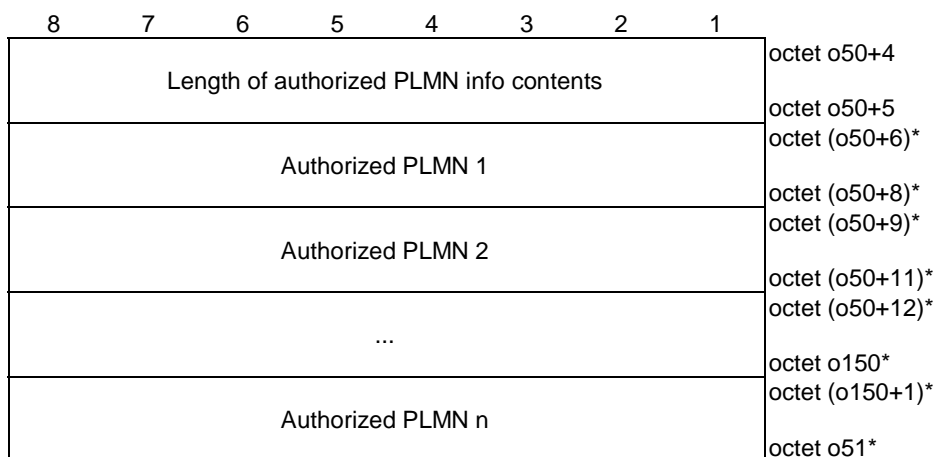 8 7 6 5 4 3 2 1
octet o50+4
Length of authorized PLMN info contents
octet o50+5
octet (o50+6)*
Authorized PLMN 1
octet (o50+8)*
octet (o50+9)*
Authorized PLMN 2
octet (o50+11)*
octet (o50+12)*
...
octet o150*
octet (o150+1)*
Authorized PLMN n
octet o51*